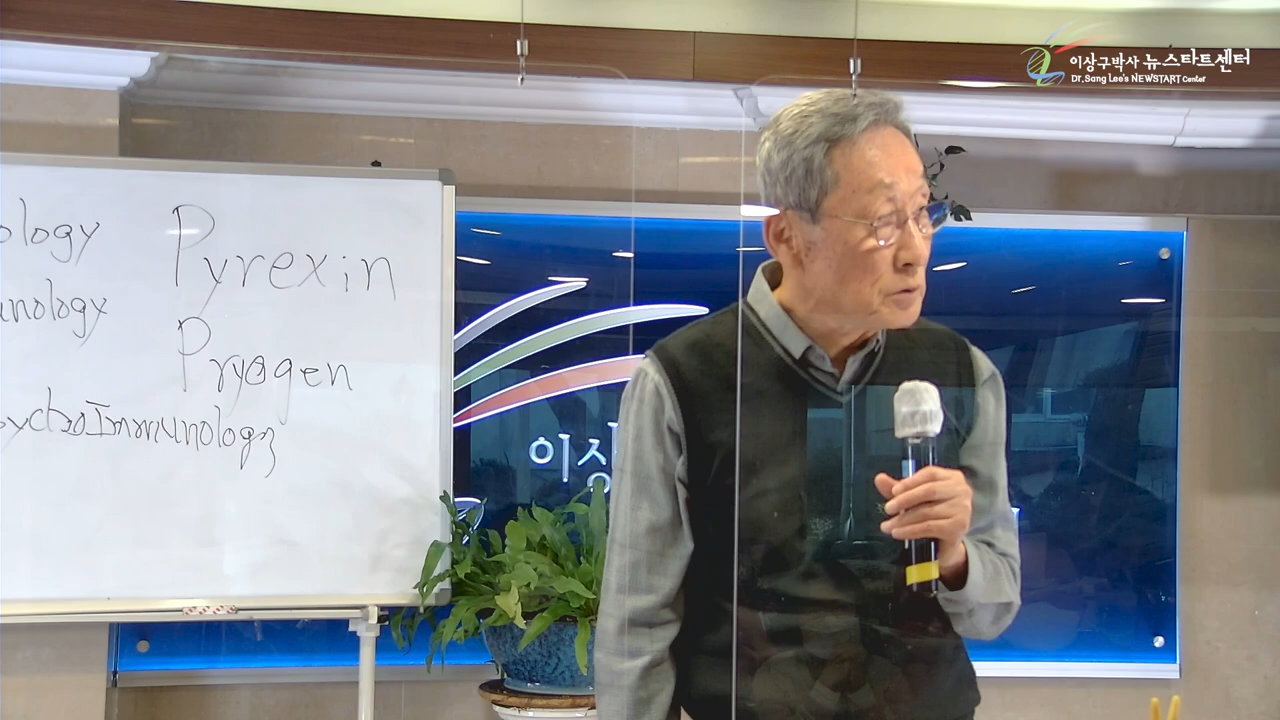 이상구박사 뉴스타트센터
Dr. Sang Lee's NEWSTART Center
ology Pyrexin
unology Pryogen
ychoImmunology
이상